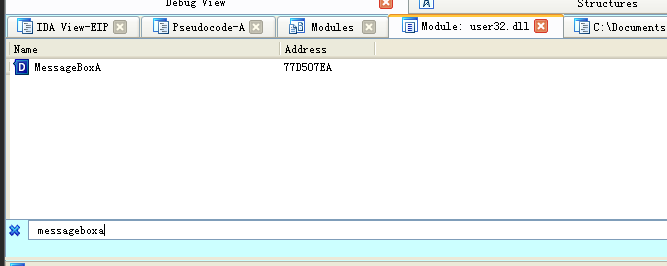 Debug View
Structures
IDA View-EIP
Pseudocode-A
Modules
Module: user32.dll
C:\Documents
Name
Address
MessageBoxA 77D507EA
messageboxa